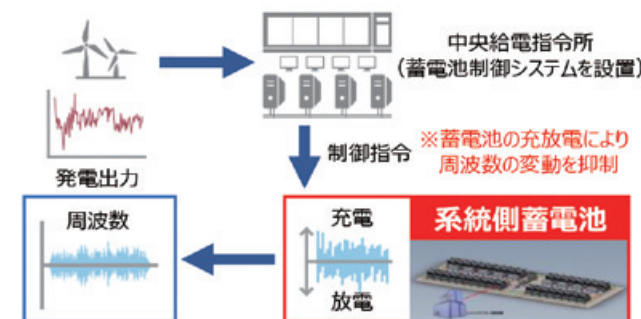 中央給電指令所
（蓄電池制御システムを設置）
発電出力
制御指令
※蓄電池の充放電により
周波数の変動を抑制
周波数
充電
放電
系統側蓄電池